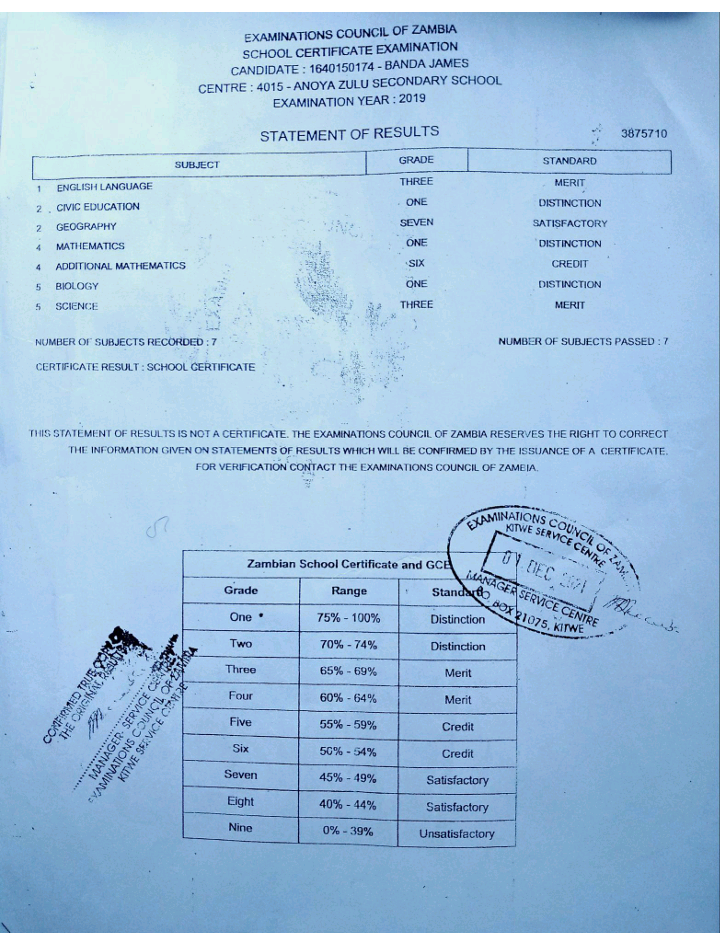 EXAMINATIONS COUNCIL OF ZAMBIA
SCHOOL CERTIFICATE EXAMINATION
CANDIDATE : 1640150174 - BANDA JAMES
CENTRE : 4015 - ANOYA ZULU SECONDARY SCHOOL
EXAMINATION YEAR : 2019
STATEMENT OF RESULTS 3875710
SUBJECT GRADE STANDARD
1 ENGLISH LANGUAGE THREE MERIT
2 CIVIC EDUCATION ONE DISTINCTION
2 GEOGRAPHY SEVEN SATISFACTORY
4 MATHEMATICS ONE DISTINCTION
4 ADDITIONAL MATHEMATICS SIX CREDIT
5 BIOLOGY ONE DISTINCTION
5 SCIENCE THREE MERIT
NUMBER OF SUBJECTS RECORDED : 7 NUMBER OF SUBJECTS PASSED : 7
CERTIFICATE RESULT : SCHOOL CERTIFICATE
THIS STATEMENT OF RESULTS IS NOT A CERTIFICATE. THE EXAMINATIONS COUNCIL OF ZAMBIA RESERVES THE RIGHT TO CORRECT
THE INFORMATION GIVEN ON STATEMENTS OF RESULTS WHICH WILL BE CONFIRMED BY THE ISSUANCE OF A CERTIFICATE.
FOR VERIFICATION CONTACT THE EXAMINATIONS COUNCIL OF ZAMBIA.
EXAMINATIONS COUNCIL OF ZAM
KITWE SERVICE CENTRE
DEC
MANAGER SERVICE CENTRE
BOX 21075, KITWE
Zambian School Certificate and GCE
Grade Range Standard
One 75% - 100% Distinction
Two 70% - 74% Distinction
Three 65% - 69% Merit
Four 60% - 64% Merit
Five 55% - 59% Credit
Six 50% - 54% Credit
Seven 45% - 49% Satisfactory
Eight 40% - 44% Satisfactory
Nine 0% - 39% Unsatisfactory
CONFIRMED TRUE COPY OF
THE ORIGINAL RESULT
MANAGER- SERVICE CENTRE
EXAMINATIONS COUNCIL OF ZAMBIA
KITWE SERVICE CENTRE